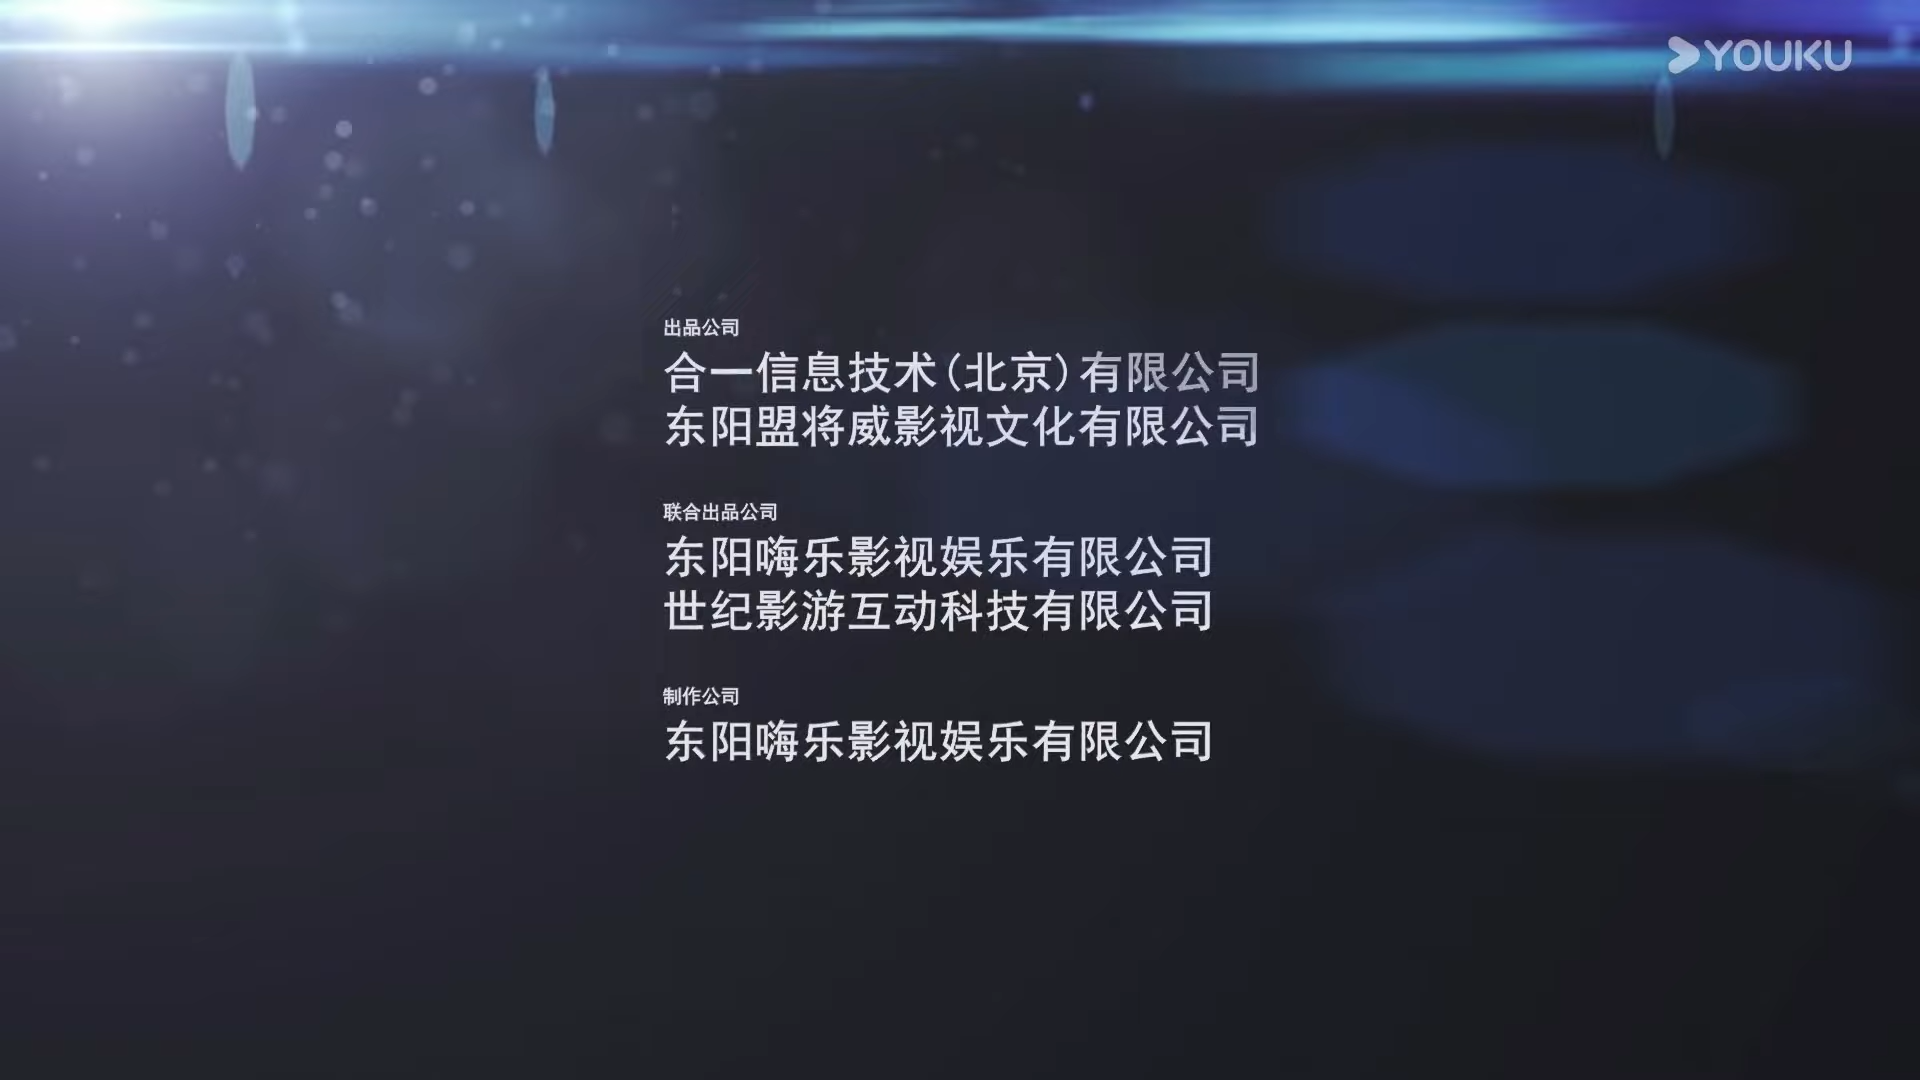 YOUKU
出品公司
合一信息技术(北京)有限公司
东阳盟将威影视文化有限公司
联合出品公司
东阳嗨乐影视娱乐有限公司
世纪影游互动科技有限公司
制作公司
东阳嗨乐影视娱乐有限公司